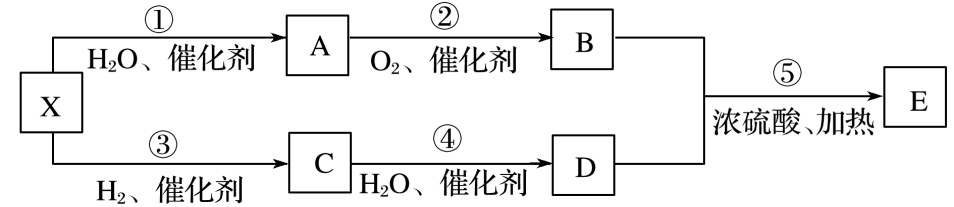 ① ②
H₂O、催化剂 A O₂、催化剂 B
⑤
X 浓硫酸、加热 E
③ ④
H₂、催化剂 C H₂O、催化剂 D